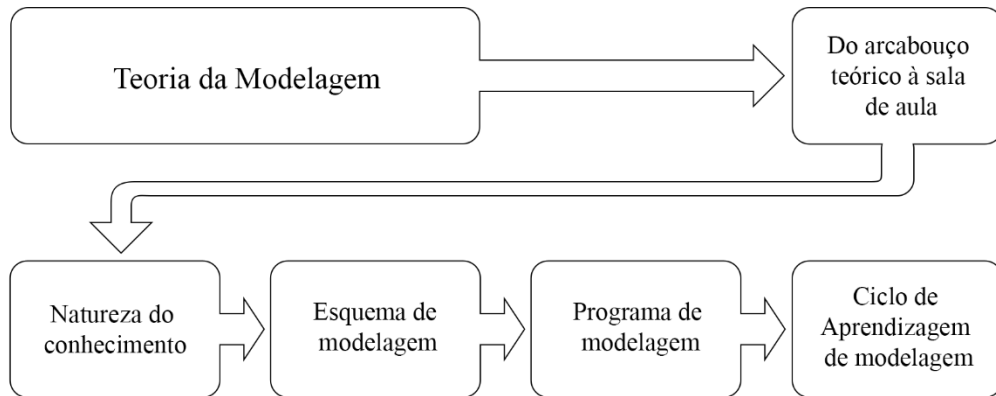 Teoria da Modelagem
Do arcabouço
teórico à sala
de aula
Natureza do
conhecimento
Esquema de
modelagem
Programa de
modelagem
Ciclo de
Aprendizagem
de modelagem